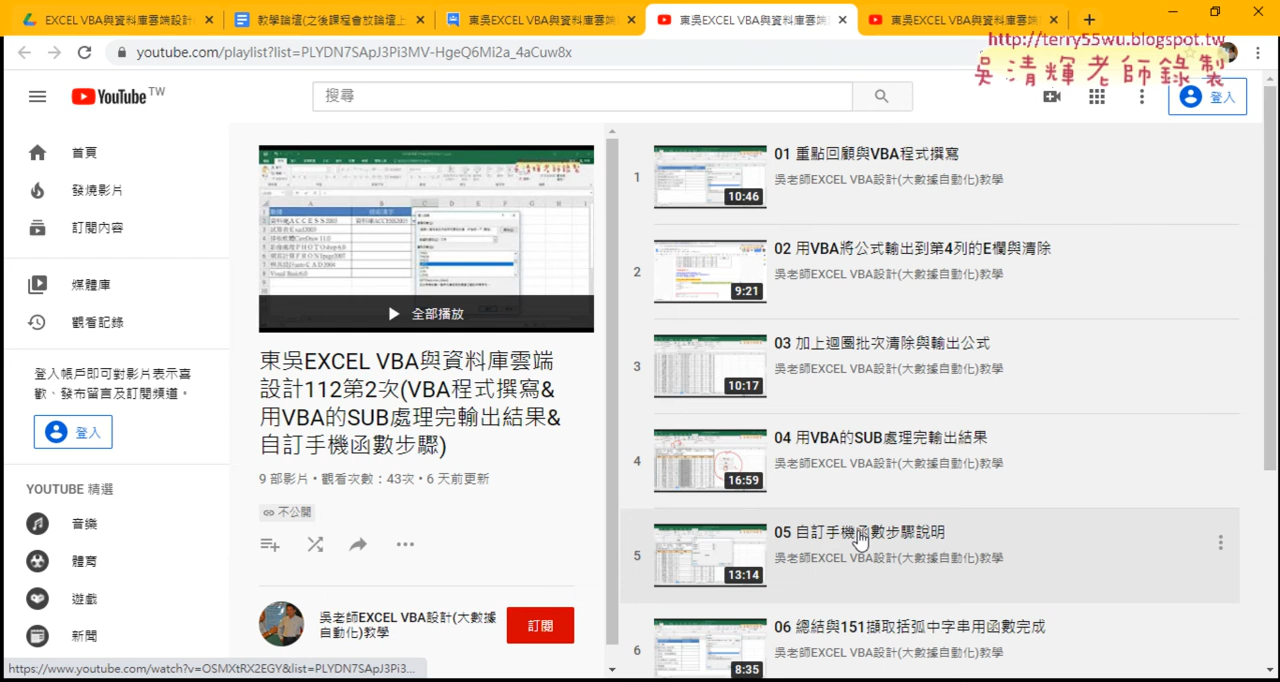 EXCEL VBA與資料庫雲端設計
教學論壇(之後課程會放論壇上
東吳EXCEL VBA與資料庫雲端
東吳EXCEL VBA與資料庫雲端
東吳EXCEL VBA與資料庫雲端
http://terry55wu.blogspot.tw
吳清輝老師錄製
youtube.com/playlist?list=PLYDN7SApJ3Pi3MV-HgeQ6Mi2a_4aCuw8x
YouTube TW
搜尋
登入
首頁
發燒影片
訂閱內容
媒體庫
觀看記錄
登入帳戶即可對影片表示喜
歡、發布留言及訂閱頻道。
登入
YOUTUBE 精選
音樂
體育
遊戲
新聞
全部播放
東吳EXCEL VBA與資料庫雲端
設計112第2次(VBA程式撰寫&
用VBA的SUB處理完輸出結果&
自訂手機函數步驟)
9 部影片 • 觀看次數：43次 • 6 天前更新
不公開
吳老師EXCEL VBA設計(大數據
自動化)教學
訂閱
1
10:46
01 重點回顧與VBA程式撰寫
吳老師EXCEL VBA設計(大數據自動化)教學
2
9:21
02 用VBA將公式輸出到第4列的E欄與清除
吳老師EXCEL VBA設計(大數據自動化)教學
3
10:17
03 加上迴圈批次清除與輸出公式
吳老師EXCEL VBA設計(大數據自動化)教學
4
16:59
04 用VBA的SUB處理完輸出結果
吳老師EXCEL VBA設計(大數據自動化)教學
5
13:14
05 自訂手機函數步驟說明
吳老師EXCEL VBA設計(大數據自動化)教學
6
8:35
06 總結與151擷取括弧中字串用函數完成
吳老師EXCEL VBA設計(大數據自動化)教學
https://www.youtube.com/watch?v=OSMXtRX2EGY&list=PLYDN7SApJ3Pi3...